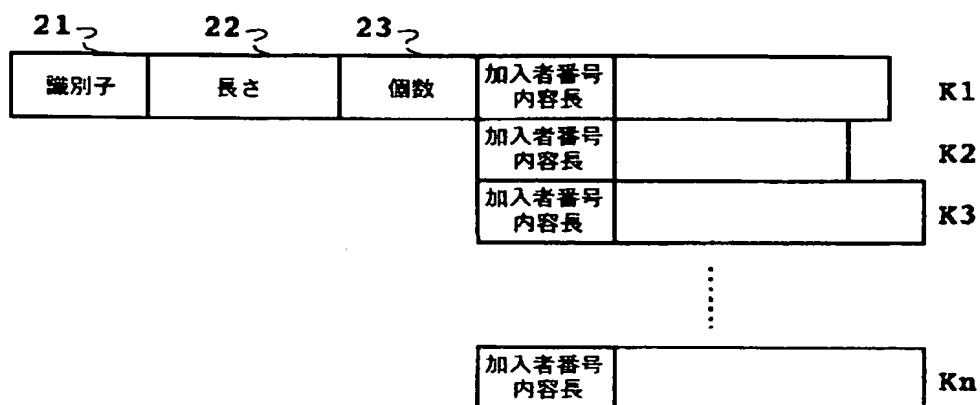 21 22 23
識別子 長さ 個数 加入者番号 内容長 K1
加入者番号 内容長 K2
加入者番号 内容長 K3
加入者番号 内容長 Kn